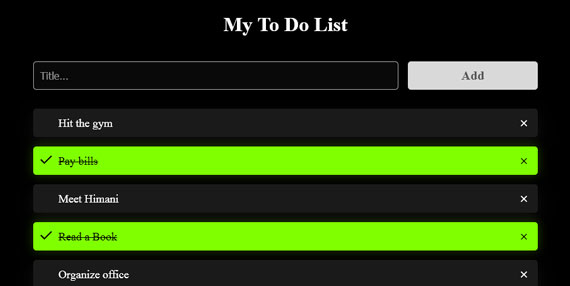 My To Do List
Title...
Add
Hit the gym
×
Pay bills
×
Meet Himani
×
Read a Book
×
Organize office
×